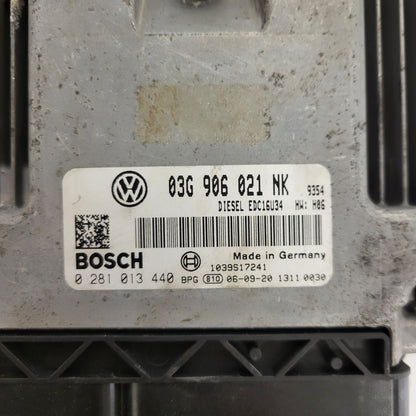 03G 906 021 NK 9354
DIESEL EDC16U34 HW: H06
BOSCH
Made in Germany
1039S17241
0 281 013 440 BPG 810 06-09-20 1311 0030